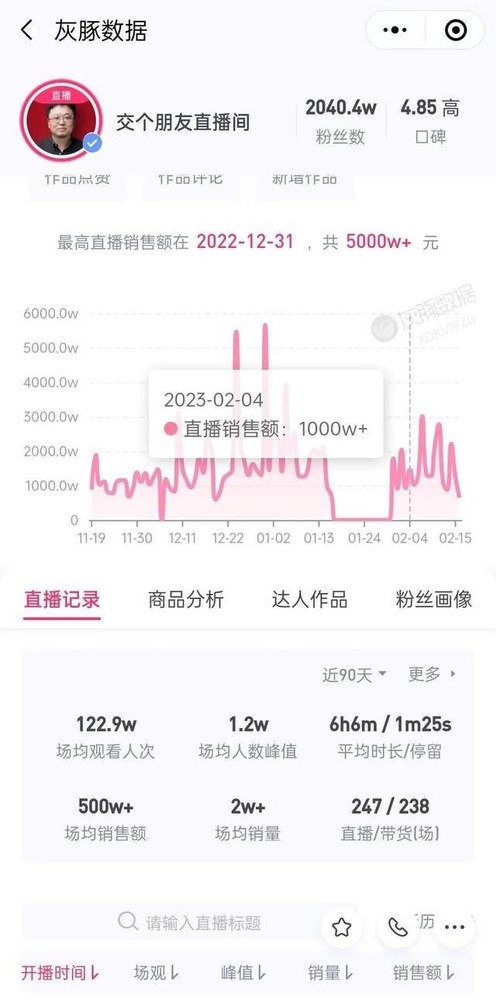 灰豚数据
直播
交个朋友直播间
2040.4w
粉丝数
4.85 高
口碑
作品点赞
作品评论
新增作品
最高直播销售额在 2022-12-31 ，共 5000w+ 元
灰豚数据
6000.0w
5000.0w
4000.0w
3000.0w
2000.0w
1000.0w
0
2023-02-04
直播销售额：1000w+
11-19 11-30 12-11 12-22 01-02 01-13 01-24 02-04 02-15
直播记录 商品分析 达人作品 粉丝画像
近90天 更多
122.9w 1.2w 6h6m / 1m25s
场均观看人次 场均人数峰值 平均时长/停留
500w+ 2w+ 247 / 238
场均销售额 场均销量 直播/带货(场)
请输入直播标题
历
开播时间 场观 峰值 销量 销售额